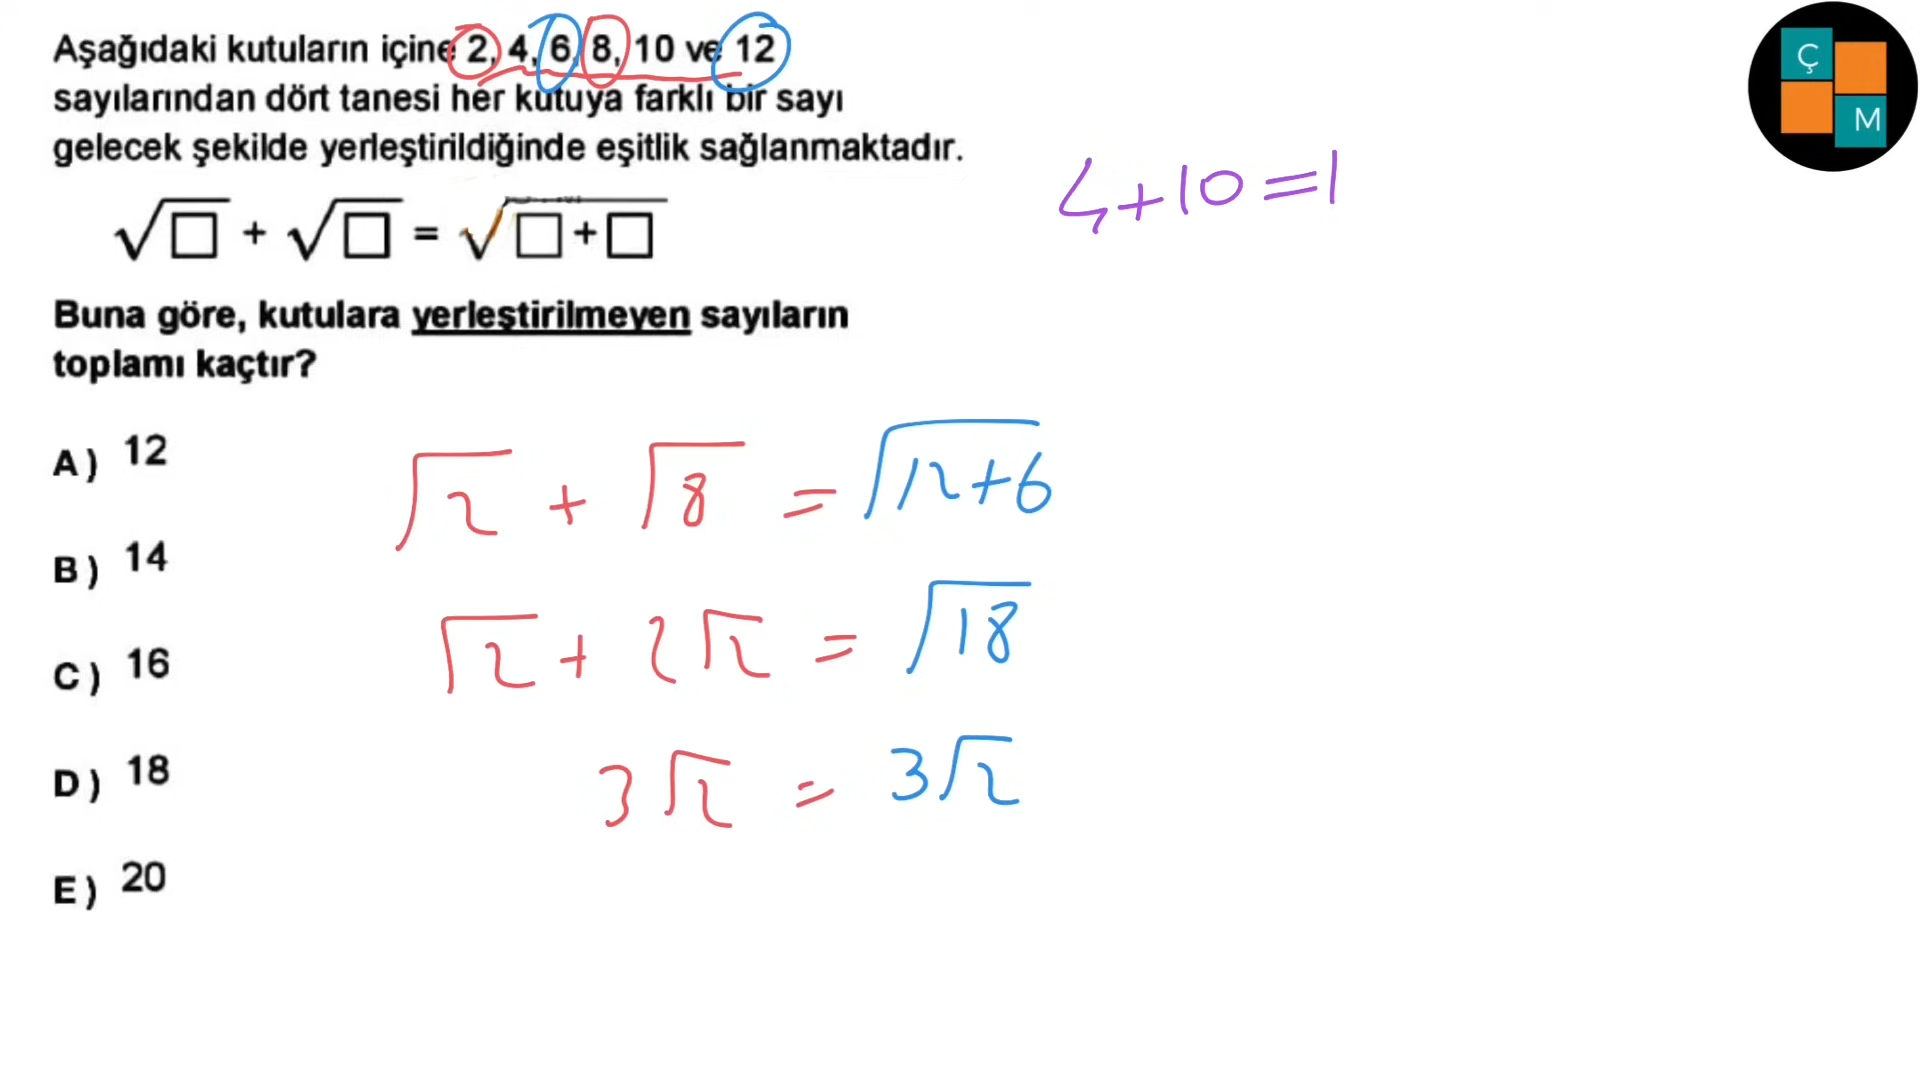 Aşağıdaki kutuların içine 2, 4, 6, 8, 10 ve 12
sayılarından dört tanesi her kutuya farklı bir sayı
gelecek şekilde yerleştirildiğinde eşitlik sağlanmaktadır.
√□ + √□ = √□+□
Buna göre, kutulara yerleştirilmeyen sayıların
toplamı kaçtır?
A) 12
B) 14
C) 16
D) 18
E) 20
4+10=1
√2 + √8 = √12+6
√2 + 2√2 = √18
3√2 = 3√2
Ç
M